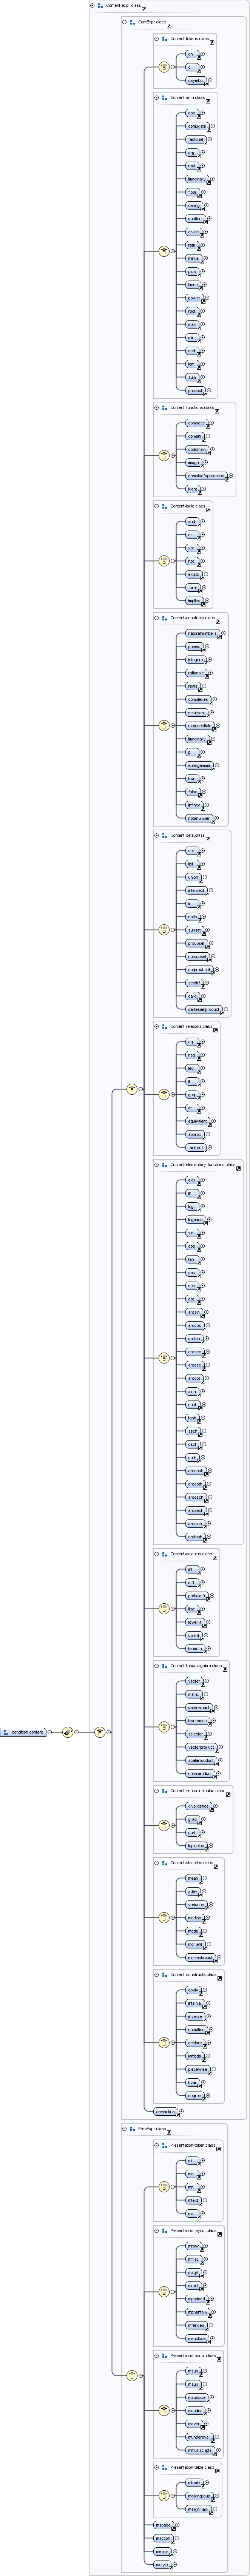 Content-expr.class
ContExpr.class
Content-tokens.class
cn
ci
csymbol
Content-arith.class
abs
conjugate
factorial
arg
real
imaginary
floor
ceiling
quotient
divide
rem
minus
plus
times
power
root
max
min
gcd
lcm
sum
product
Content-functions.class
compose
domain
codomain
image
domainofapplication
ident
Content-logic.class
and
or
xor
not
exists
forall
implies
Content-constants.class
naturalnumbers
primes
integers
rationals
reals
complexes
emptyset
exponentiale
imaginaryi
pi
eulergamma
true
false
infinity
notanumber
Content-sets.class
set
list
union
intersect
in
notin
subset
prsubset
notsubset
notprsubset
setdiff
card
cartesianproduct
Content-relations.class
eq
neq
leq
lt
geq
gt
equivalent
approx
factorof
Content-elementary-functions.class
exp
ln
log
logbase
sin
cos
tan
sec
csc
cot
arcsin
arccos
arctan
arcsec
arccsc
arccot
sinh
cosh
tanh
sech
csch
coth
arccosh
arccoth
arccsch
arcsech
arcsinh
arctanh
Content-calculus.class
int
diff
partialdiff
limit
lowlimit
uplimit
tendsto
Content-linear-algebra.class
vector
matrix
determinant
transpose
selector
vectorproduct
scalarproduct
outerproduct
condition.content
Content-vector-calculus.class
divergence
grad
curl
laplacian
Content-statistics.class
mean
sdev
variance
median
mode
moment
momentabout
Content-constructs.class
apply
interval
inverse
condition
declare
lambda
piecewise
bvar
degree
semantics
PresExpr.class
Presentation-token.class
mi
mo
mn
mtext
ms
Presentation-layout.class
mrow
mfrac
msqrt
mroot
mpadded
mphantom
mfenced
menclose
Presentation-script.class
msub
msup
msubsup
munder
mover
munderover
mmultiscripts
Presentation-table.class
mtable
maligngroup
malignmark
mspace
maction
merror
mstyle